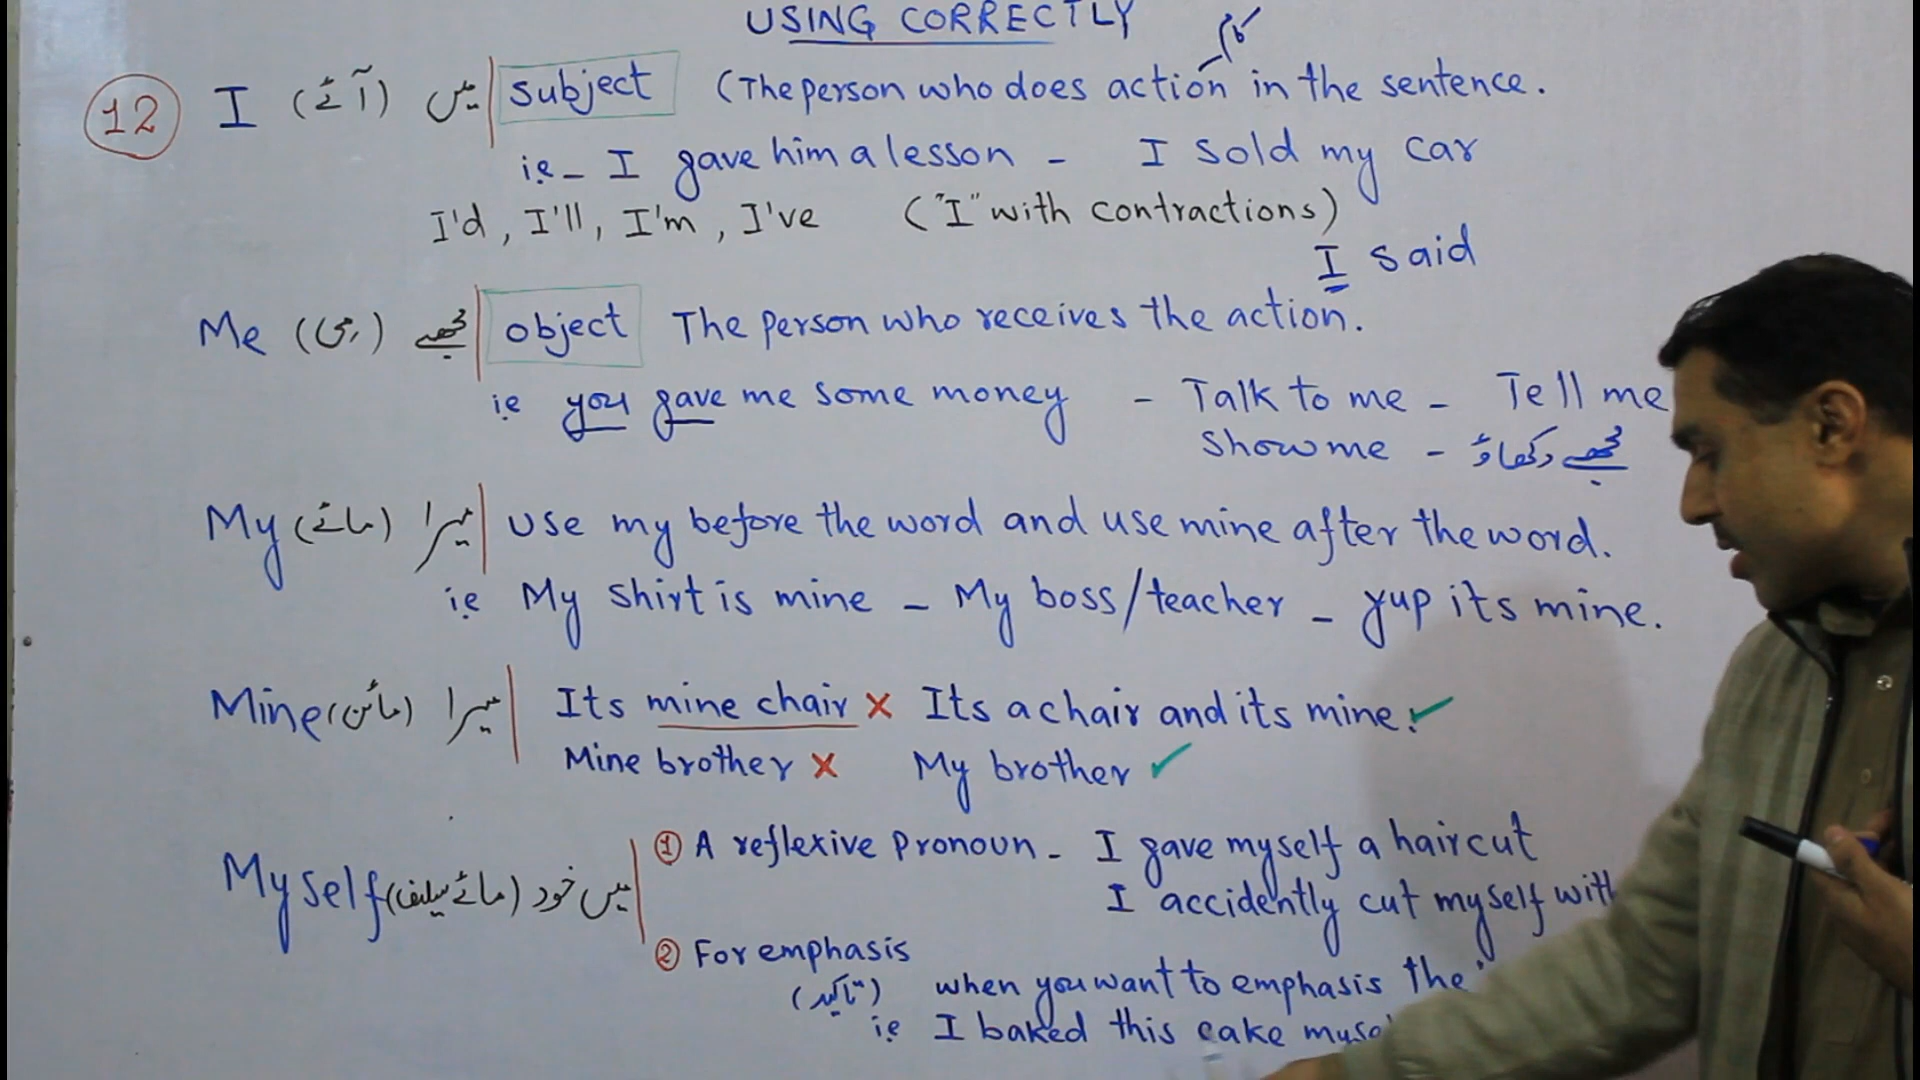 USING CORRECTLY
کام
12 I (آئے) میں | subject (The person who does action in the sentence.
i.e - I gave him a lesson - I sold my car
I'd, I'll, I'm, I've ("I" with contractions)
I said
Me (می) مجھے | object The person who receives the action.
i.e you gave me some money - Talk to me - Tell me
Show me - مجھے دکھاؤ
My (مائے) میرا | use my before the word and use mine after the word.
i.e My shirt is mine - My boss/teacher - yup its mine.
Mine (مائن) میرا | Its mine chair × Its a chair and its mine. ✓
Mine brother × My brother ✓
Myself (مائے سیلف) میں خود | ① A reflexive Pronoun - I gave myself a haircut
I accidently cut myself with
② For emphasis
(تاکید) when you want to emphasis the
i.e I baked this cake